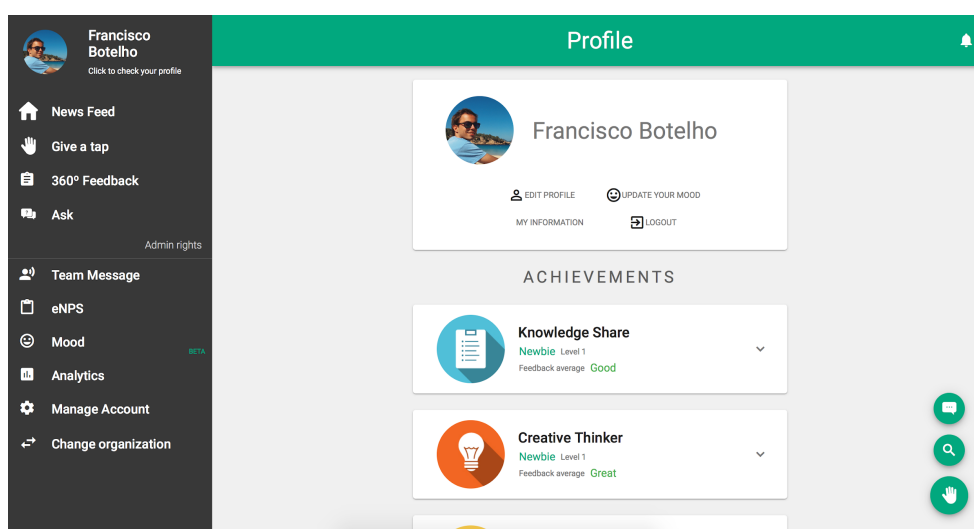 Francisco
Botelho
Click to check your profile
News Feed
Give a tap
360º Feedback
Ask
Admin rights
Team Message
eNPS
Mood
BETA
Analytics
Manage Account
Change organization
Profile
Francisco Botelho
EDIT PROFILE UPDATE YOUR MOOD
MY INFORMATION LOGOUT
ACHIEVEMENTS
Knowledge Share
Newbie Level 1
Feedback average Good
Creative Thinker
Newbie Level 1
Feedback average Great